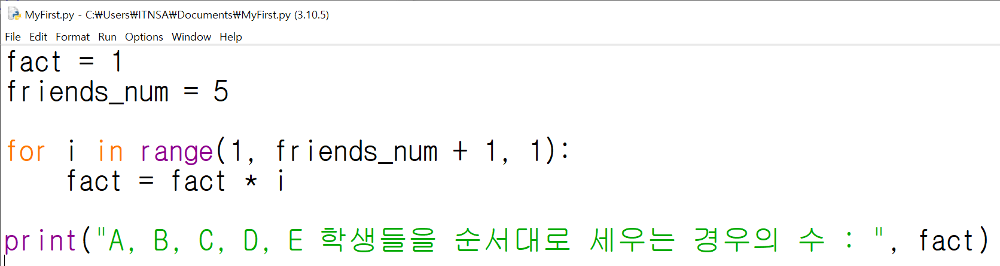 MyFirst.py - C:₩Users₩ITNSA₩Documents₩MyFirst.py (3.10.5)
File Edit Format Run Options Window Help
fact = 1
friends_num = 5
for i in range(1, friends_num + 1, 1):
    fact = fact * i
print("A, B, C, D, E 학생들을 순서대로 세우는 경우의 수 : ", fact)